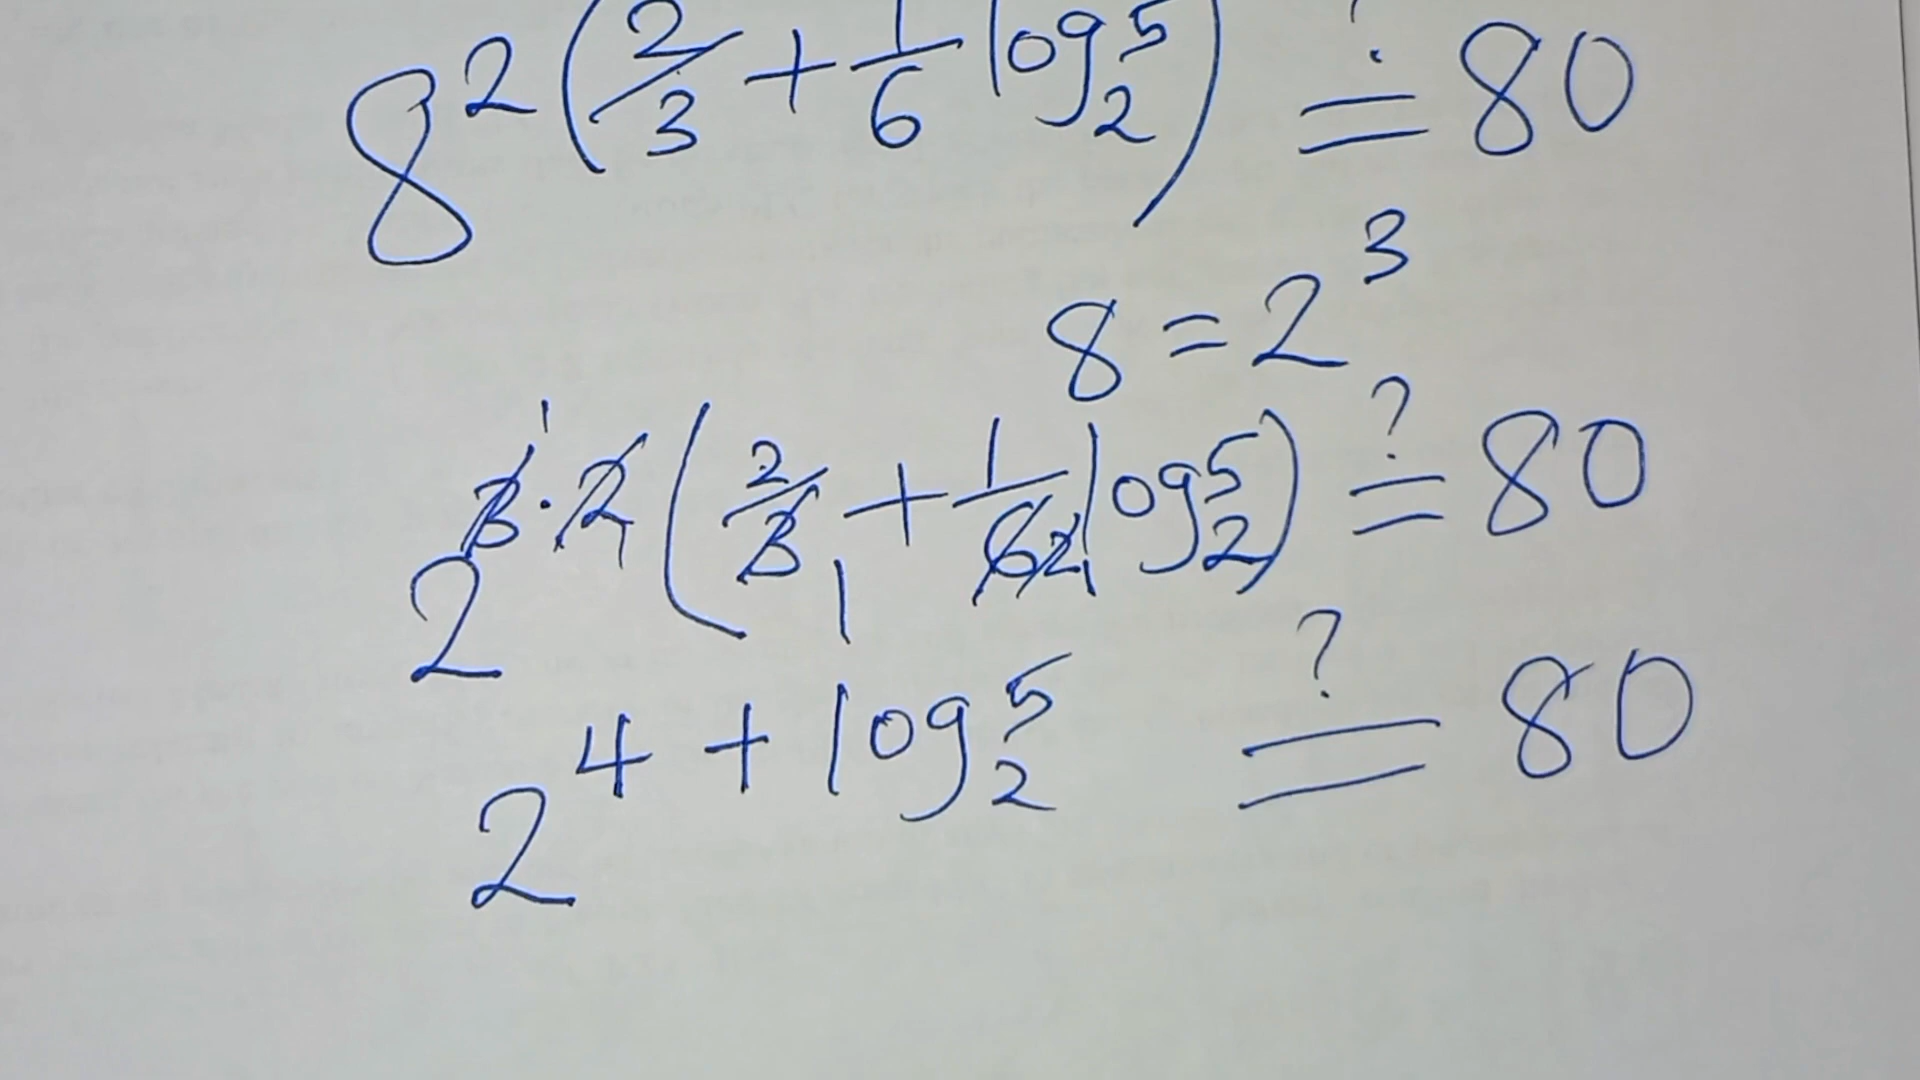 8^{2(2/3 + 1/6 log_2 5)} ?= 80
8 = 2^3
2^{3·2(2/3 + 1/6 log_2 5)} ?= 80
2^{4 + log_2 5} ?= 80